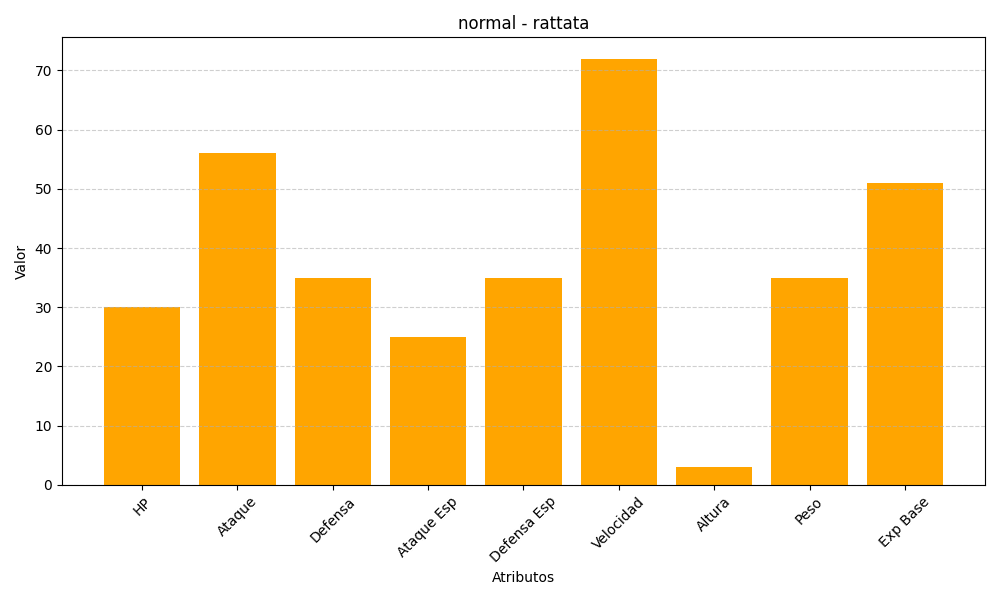 normal - rattata
Valor
70
60
50
40
30
20
10
0
HP
Ataque
Defensa
Ataque Esp
Defensa Esp
Velocidad
Altura
Peso
Exp Base
Atributos